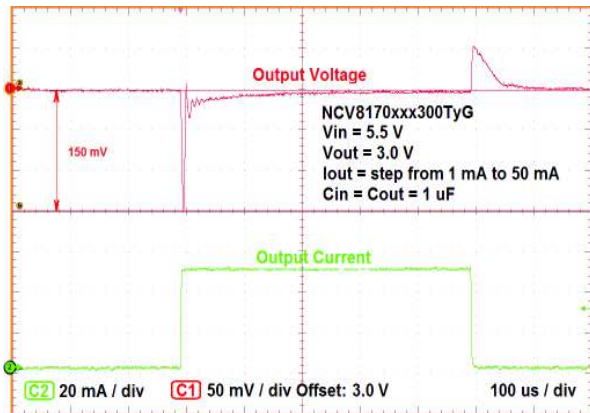 Output Voltage
NCV8170xxx300TyG
Vin = 5.5 V
Vout = 3.0 V
Iout = step from 1 mA to 50 mA
Cin = Cout = 1 uF
150 mV
Output Current
C2 20 mA / div C1 50 mV / div Offset: 3.0 V 100 us / div